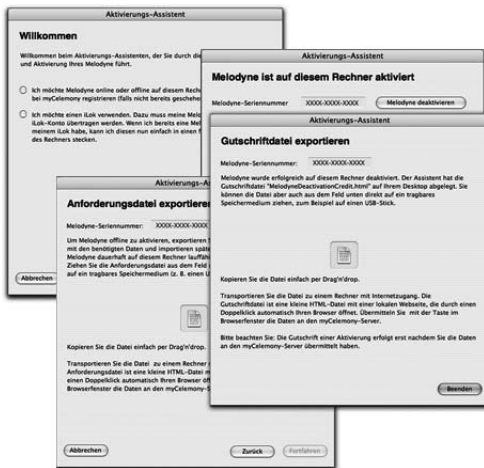 Aktivierungs-Assistent
Willkommen
Willkommen beim Aktivierungs-Assistenten, der Sie durch die
und Aktivierung Ihres Melodyne führt.
Ich möchte Melodyne online oder offline auf diesem Rechn
bei myCelemony registrieren (falls nicht bereits geschehe
Ich möchte einen iLok verwenden. Dazu muss meine Melod
iLok-Konto übertragen werden. Wenn ich bereits eine Mel
meinem iLok habe, kann ich diesen nun einfach in einen f
des Rechners stecken.
Abbrechen
Aktivierungs-Assistent
Melodyne ist auf diesem Rechner aktiviert
Melodyne-Seriennummer XXXX-XXXX-XXXX Melodyne deaktivieren
Aktivierungs-Ass
Anforderungsdatei exportieren
Melodyne-Seriennummer: XXXX-XXXX-XXX
Um Melodyne offline zu aktivieren, exportieren S
mit den benötigten Daten und importieren späte
Melodyne dauerhaft auf diesem Rechner lauffähi
Ziehen Sie die Anforderungsdatei aus dem Feld
auf ein tragbares Speichermedium (z. B. einen U
Kopieren Sie die Datei einfach per Drag'n'drop.
Transportieren Sie die Datei zu einem Rechner m
Anforderungsdatei ist eine kleine HTML-Datei m
einen Doppelklick automatisch Ihren Browser öff
Browserfenster die Daten an den myCelemony-S
Abbrechen Zurück Fortfahren
Aktivierungs-Assistent
Gutschriftdatei exportieren
Melodyne-Seriennummer: XXXX-XXXX-XXXX
Melodyne wurde erfolgreich auf diesem Rechner deaktiviert. Der Assistent hat die
Gutschriftdatei "MelodyneDeactivationCredit.html" auf Ihrem Desktop abgelegt. Sie
können die Datei aber auch aus dem Feld unten direkt auf ein tragbares
Speichermedium ziehen, zum Beispiel auf einen USB-Stick.
Kopieren Sie die Datei einfach per Drag'n'drop.
Transportieren Sie die Datei zu einem Rechner mit Internetzugang. Die
Gutschriftdatei ist eine kleine HTML-Datei mit einer lokalen Webseite, die durch einen
Doppelklick automatisch Ihren Browser öffnet. Übermitteln Sie mit der Taste im
Browserfenster die Daten an den myCelemony-Server.
Bitte beachten Sie: Die Gutschrift einer Aktivierung erfolgt erst nachdem Sie die Daten
an den myCelemony-Server übermittelt haben.
Beenden